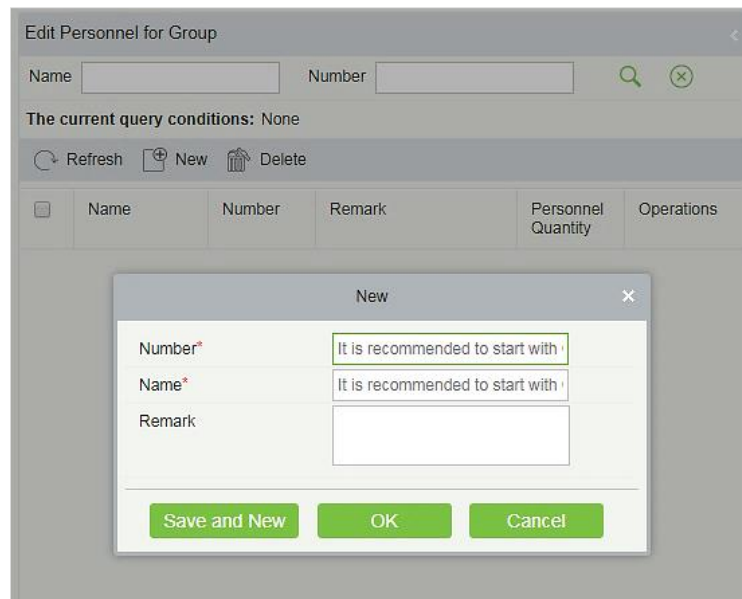 Edit Personnel for Group
Name Number
The current query conditions: None
Refresh New Delete
Name Number Remark Personnel Quantity Operations
New
Number*
It is recommended to start with
Name*
It is recommended to start with
Remark
Save and New OK Cancel